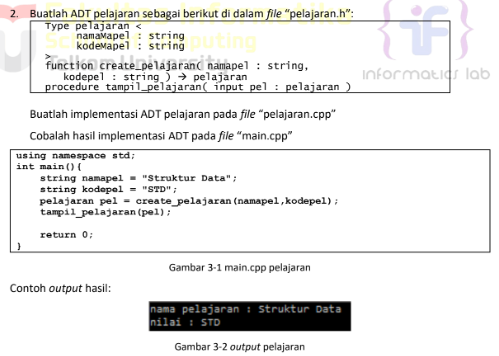 2. Buatlah ADT pelajaran sebagai berikut di dalam file "pelajaran.h":
Type pelajaran <
namaMapel : string
kodeMapel : string
>
function create_pelajaran( namapel : string,
kodepel : string ) → pelajaran
procedure tampil_pelajaran( input pel : pelajaran )
informatics lab
Buatlah implementasi ADT pelajaran pada file "pelajaran.cpp"
Cobalah hasil implementasi ADT pada file "main.cpp"
using namespace std;
int main(){
string namapel = "Struktur Data";
string kodepel = "STD";
pelajaran pel = create_pelajaran(namapel,kodepel);
tampil_pelajaran(pel);
return 0;
}
Gambar 3-1 main.cpp pelajaran
Contoh output hasil:
nama pelajaran : Struktur Data
nilai : STD
Gambar 3-2 output pelajaran